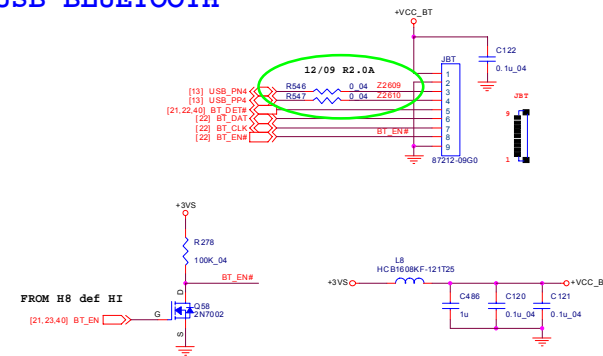 USB BLUETOOTH
+VCC_BT
C122
0.1u_04
12/09 R2.0A
JBT
[13] USB_PN4 R546 0_04 Z2609 1
[13] USB_PP4 R547 0_04 Z2610 2
[21,22,40] BT_DET# 3
[22] BT_DAT 4
[22] BT_CLK 5
[22] BT_EN# BT_EN# 6
7
8
9
87212-09G0
JBT
9
1
+3VS
R278
100K_04
BT_EN#
D
Q58
2N7002
G
S
FROM H8 def HI
[21,23,40] BT_EN
L8
HCB1608KF-121T25
+3VS
+VCC_B
C486
1u
C120
0.1u_04
C121
0.1u_04